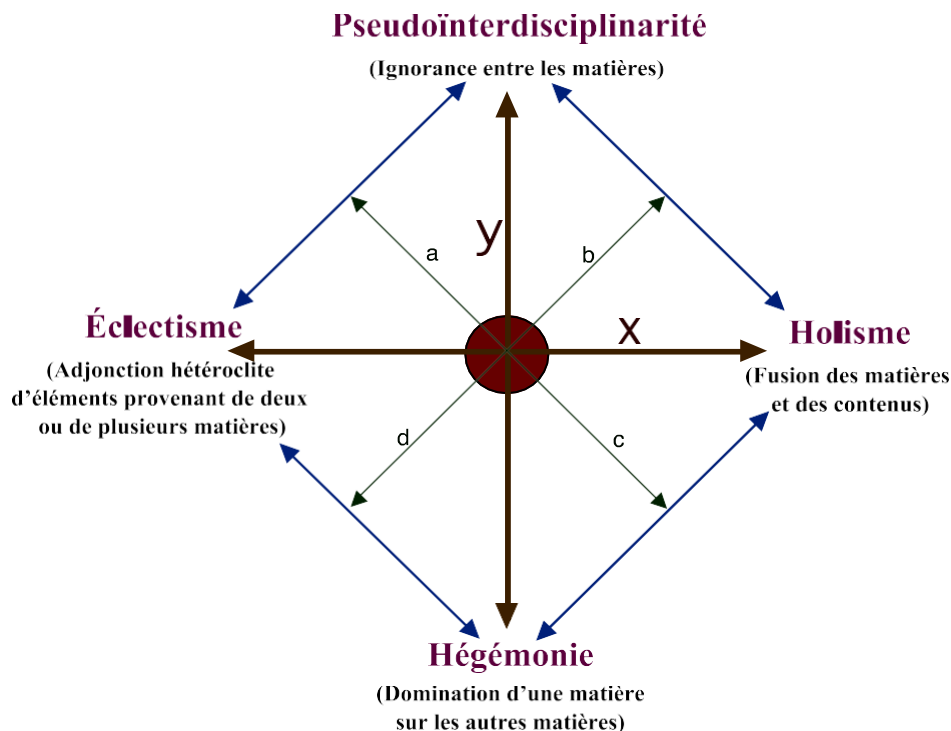 Pseudoïnterdisciplinarité
(Ignorance entre les matières)
y
a
b
Éclectisme
x
Holisme
(Adjonction hétéroclite
d'éléments provenant de deux
ou de plusieurs matières)
(Fusion des matières
et des contenus)
d
c
Hégémonie
(Domination d'une matière
sur les autres matières)